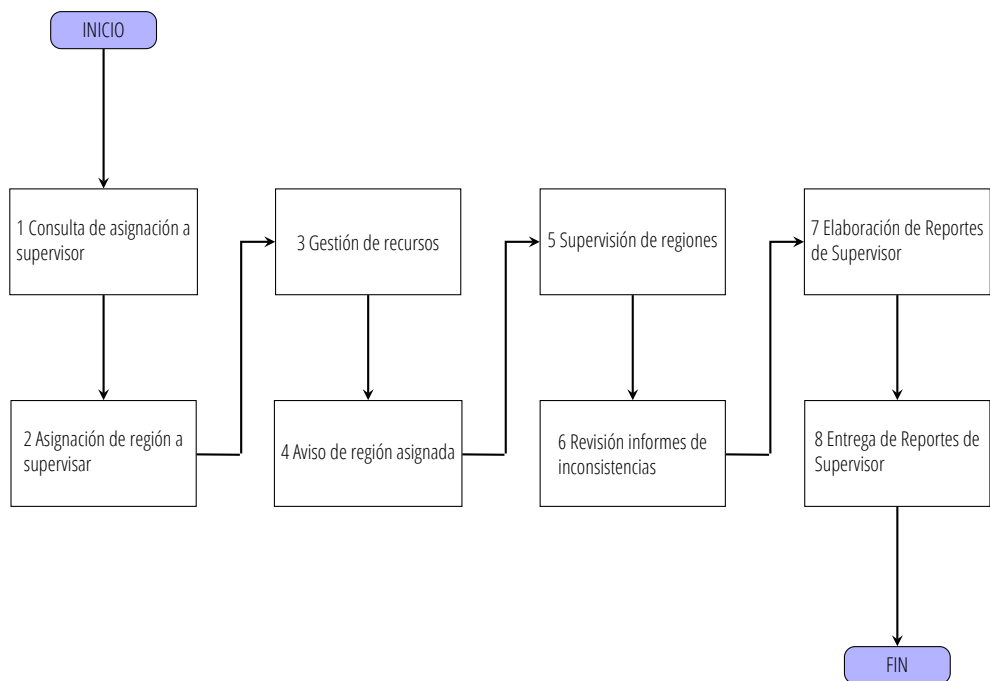 INICIO
1 Consulta de asignación a
supervisor
2 Asignación de región a
supervisar
3 Gestión de recursos
4 Aviso de región asignada
5 Supervisión de regiones
6 Revisión informes de
inconsistencias
7 Elaboración de Reportes
de Supervisor
8 Entrega de Reportes de
Supervisor
FIN